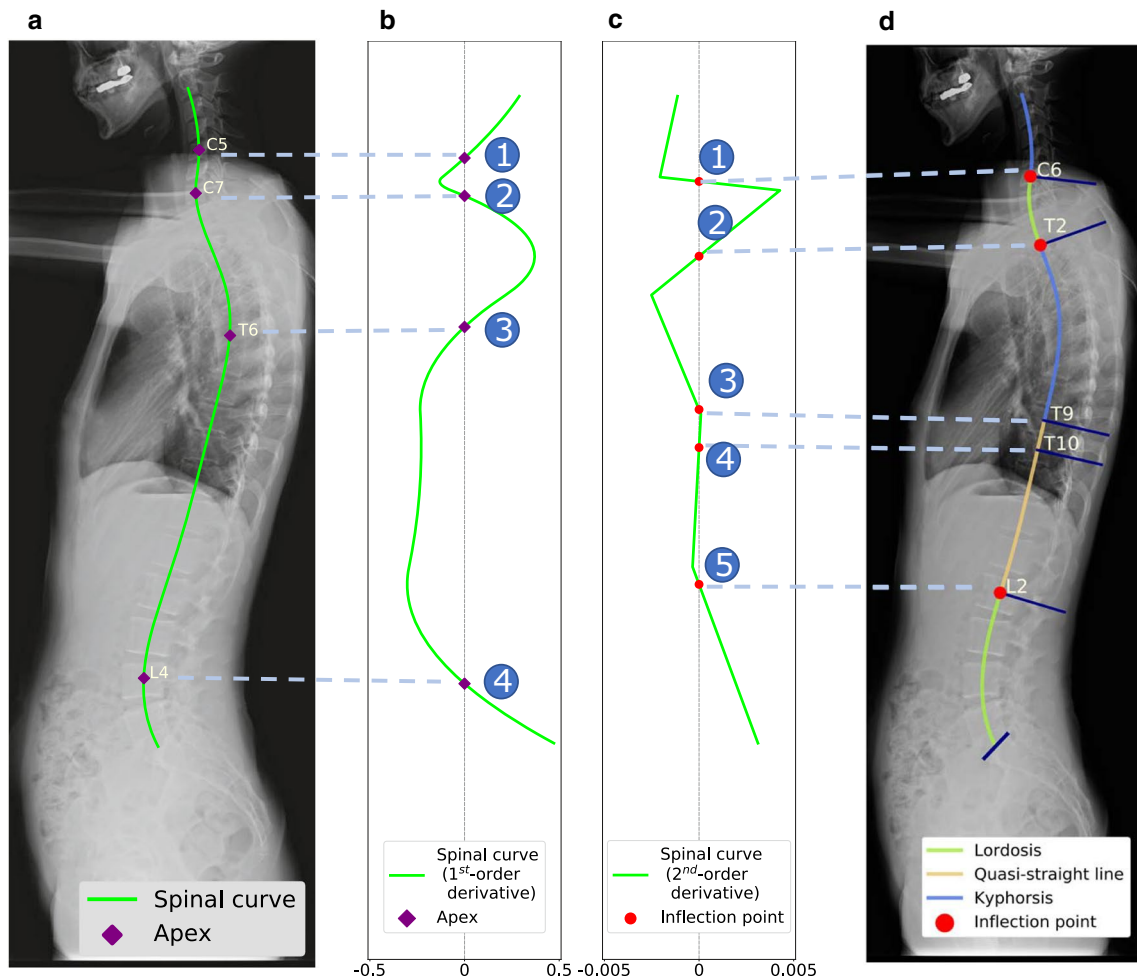 a
C5
C7
T6
L4
Spinal curve
Apex
b
1
2
3
4
Spinal curve
(1st-order
derivative)
Apex
-0.5
0
0.5
c
1
2
3
4
5
Spinal curve
(2nd-order
derivative)
Inflection point
-0.005
0
0.005
d
C6
T2
T9
T10
L2
Lordosis
Quasi-straight line
Kyphorsis
Inflection point